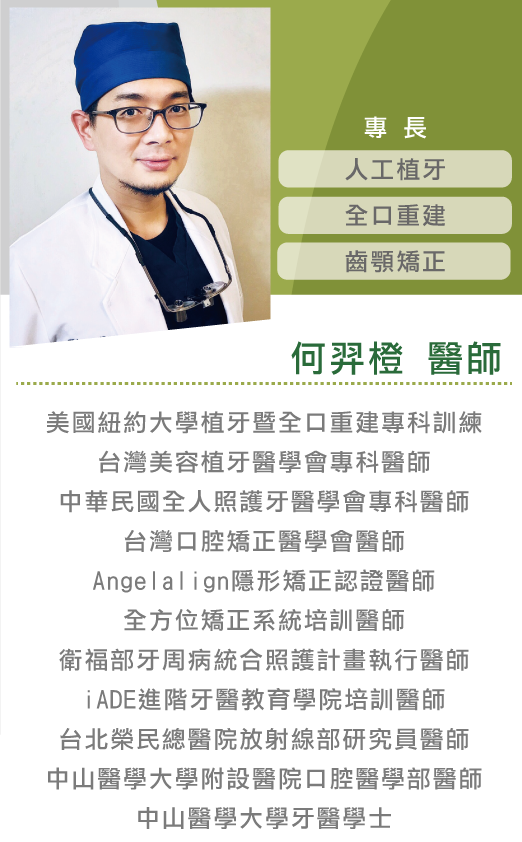 專 長
人工植牙
全口重建
齒顎矯正
何羿橙 醫師
美國紐約大學植牙暨全口重建專科訓練
台灣美容植牙醫學會專科醫師
中華民國全人照護牙醫學會專科醫師
台灣口腔矯正醫學會醫師
Angelalign隱形矯正認證醫師
全方位矯正系統培訓醫師
衛福部牙周病統合照護計畫執行醫師
iADE進階牙醫教育學院培訓醫師
台北榮民總醫院放射線部研究員醫師
中山醫學大學附設醫院口腔醫學部醫師
中山醫學大學牙醫學士